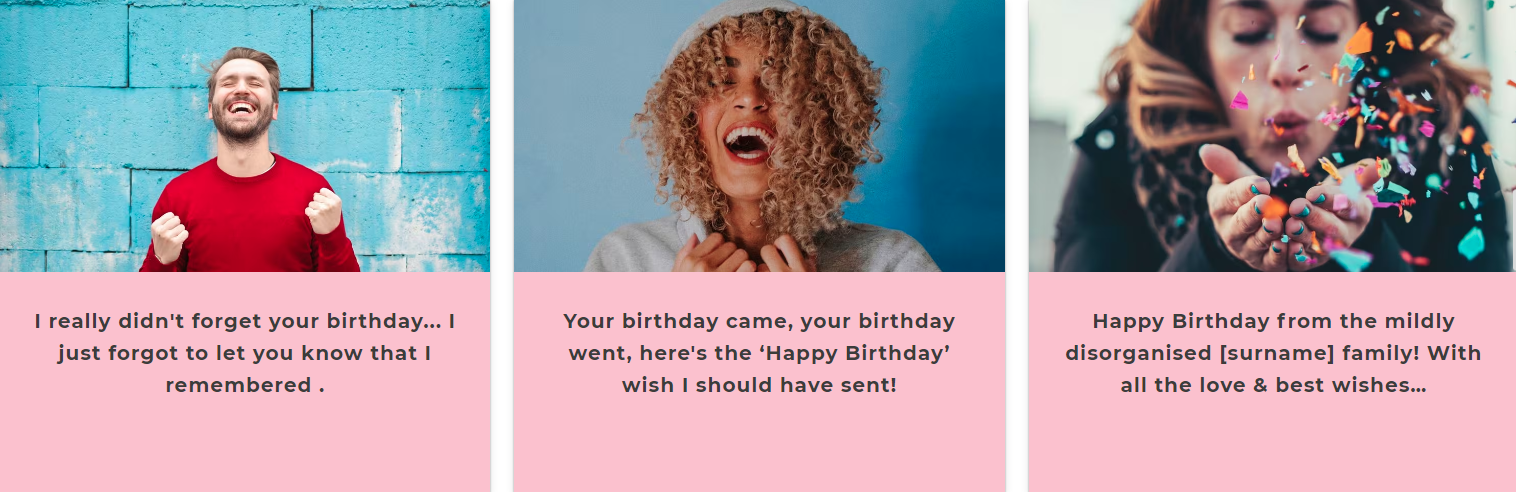 I really didn't forget your birthday... I
just forgot to let you know that I
remembered .
Your birthday came, your birthday
went, here's the ‘Happy Birthday’
wish I should have sent!
Happy Birthday from the mildly
disorganised [surname] family! With
all the love & best wishes…